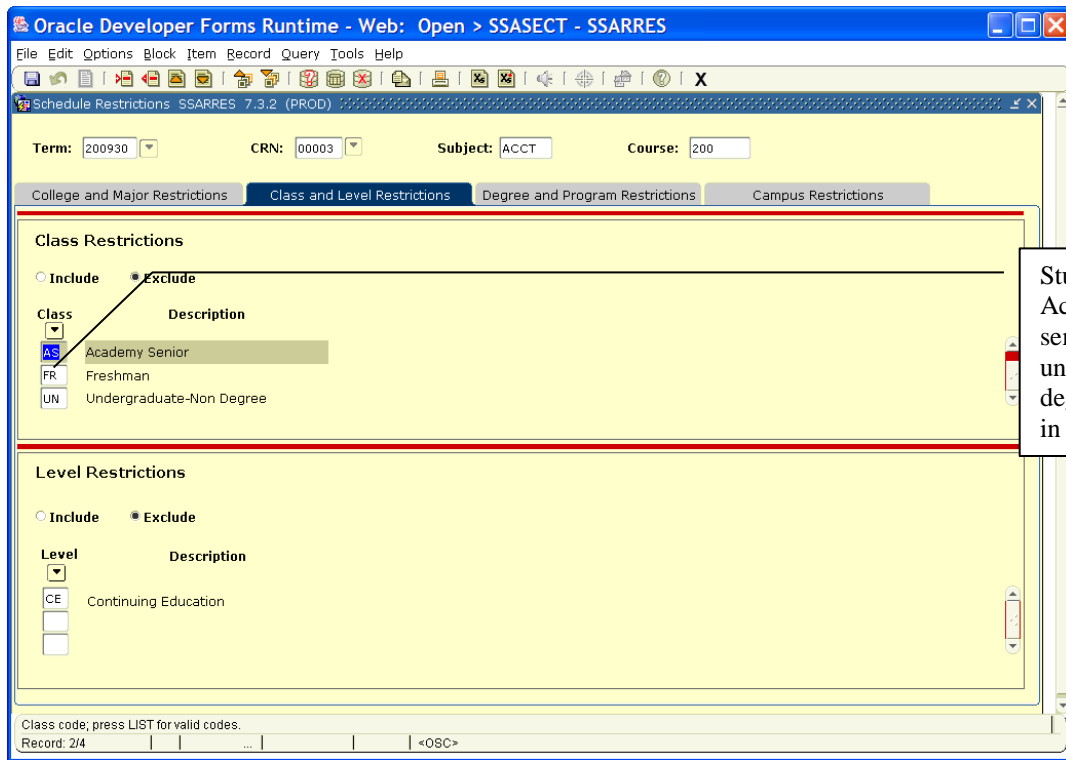 Oracle Developer Forms Runtime - Web: Open > SSASECT - SSARRES
File Edit Options Block Item Record Query Tools Help
X
Schedule Restrictions SSARRES 7.3.2 (PROD)
Term: 200930 CRN: 00003 Subject: ACCT Course: 200
College and Major Restrictions Class and Level Restrictions Degree and Program Restrictions Campus Restrictions
Class Restrictions
Include Exclude
Class Description
AS Academy Senior
FR Freshman
UN Undergraduate-Non Degree
Level Restrictions
Include Exclude
Level Description
CE Continuing Education
Class code; press LIST for valid codes.
Record: 2/4 ... <OSC>
in